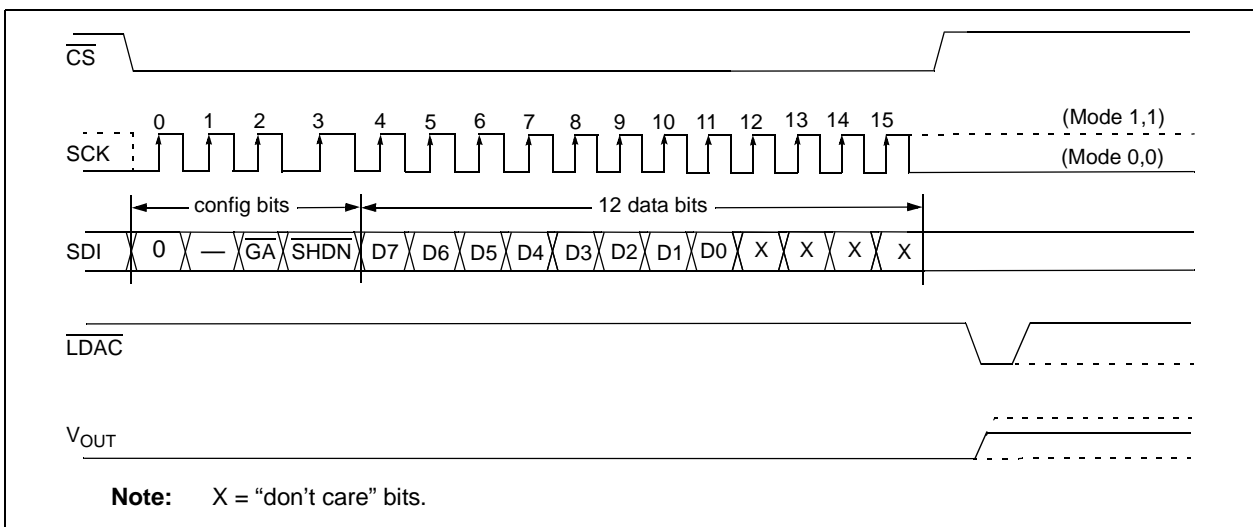 CS
0 1 2 3 4 5 6 7 8 9 10 11 12 13 14 15 (Mode 1,1)
SCK (Mode 0,0)
config bits 12 data bits
SDI 0 — GA SHDN D7 D6 D5 D4 D3 D2 D1 D0 X X X X
LDAC
VOUT
Note: X = “don’t care” bits.